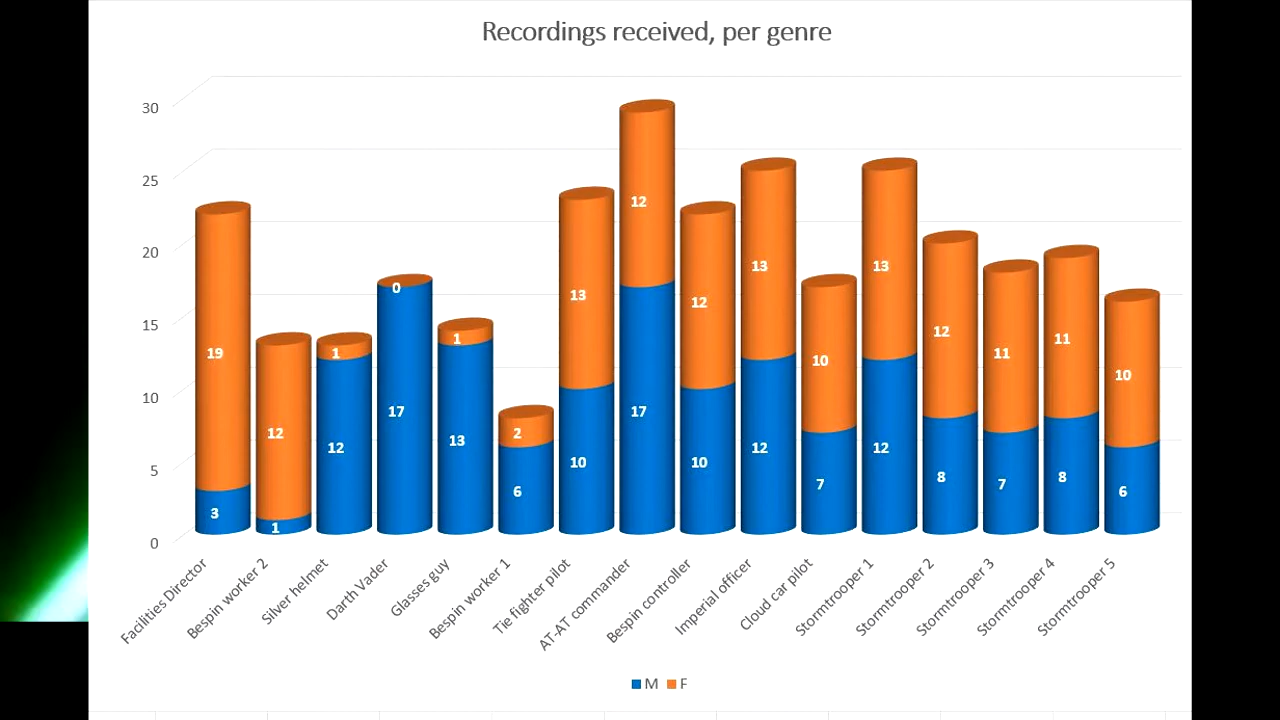 Recordings received, per genre
30
25
20
15
10
5
0
19
3
12
1
1
12
0
17
1
13
2
6
13
10
12
17
12
10
13
12
10
7
13
12
12
8
11
7
11
8
10
6
Facilities Director
Bespin worker 2
Silver helmet
Darth Vader
Glasses guy
Bespin worker 1
Tie fighter pilot
AT-AT commander
Bespin controller
Imperial officer
Cloud car pilot
Stormtrooper 1
Stormtrooper 2
Stormtrooper 3
Stormtrooper 4
Stormtrooper 5
M F